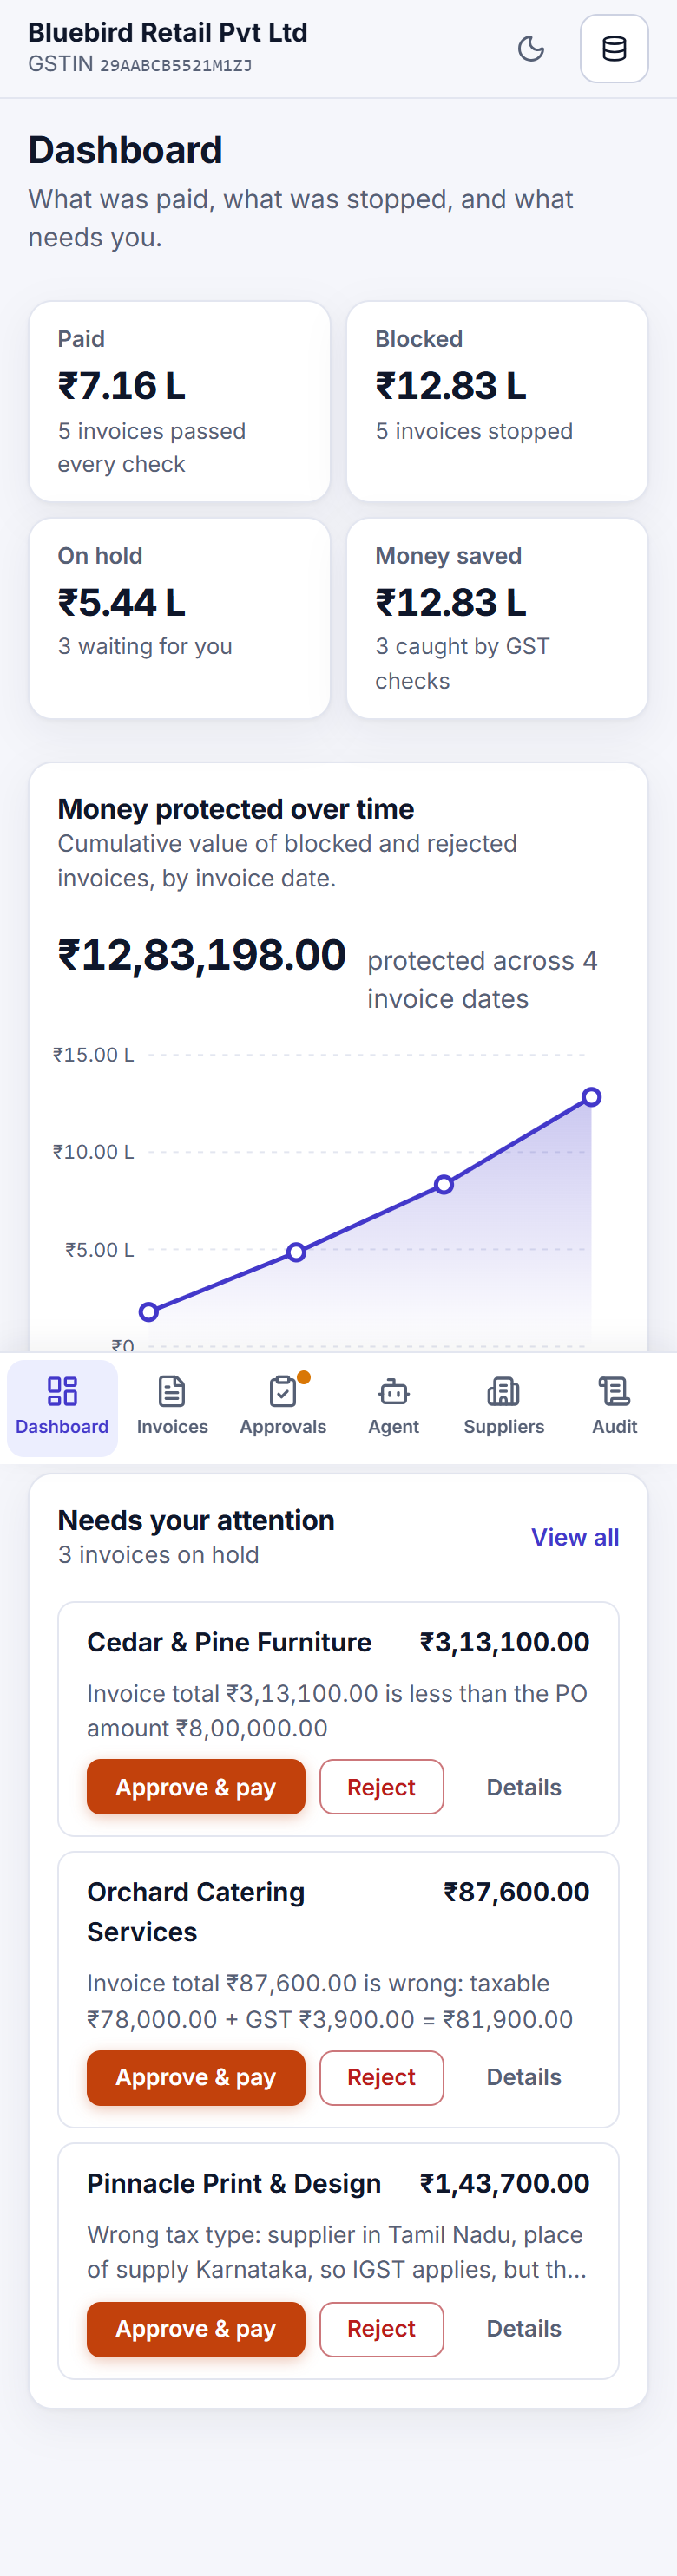 Bluebird Retail Pvt Ltd
GSTIN 29AABCB5521M1ZJ
Dashboard
What was paid, what was stopped, and what
needs you.
Paid
₹7.16 L
5 invoices passed
every check
Blocked
₹12.83 L
5 invoices stopped
On hold
₹5.44 L
3 waiting for you
Money saved
₹12.83 L
3 caught by GST
checks
Money protected over time
Cumulative value of blocked and rejected
invoices, by invoice date.
₹12,83,198.00 protected across 4
invoice dates
₹15.00 L
₹10.00 L
₹5.00 L
₹0
Dashboard Invoices Approvals Agent Suppliers Audit
Needs your attention
3 invoices on hold
View all
Cedar & Pine Furniture ₹3,13,100.00
Invoice total ₹3,13,100.00 is less than the PO
amount ₹8,00,000.00
Approve & pay Reject Details
Orchard Catering ₹87,600.00
Services
Invoice total ₹87,600.00 is wrong: taxable
₹78,000.00 + GST ₹3,900.00 = ₹81,900.00
Approve & pay Reject Details
Pinnacle Print & Design ₹1,43,700.00
Wrong tax type: supplier in Tamil Nadu, place
of supply Karnataka, so IGST applies, but th...
Approve & pay Reject Details